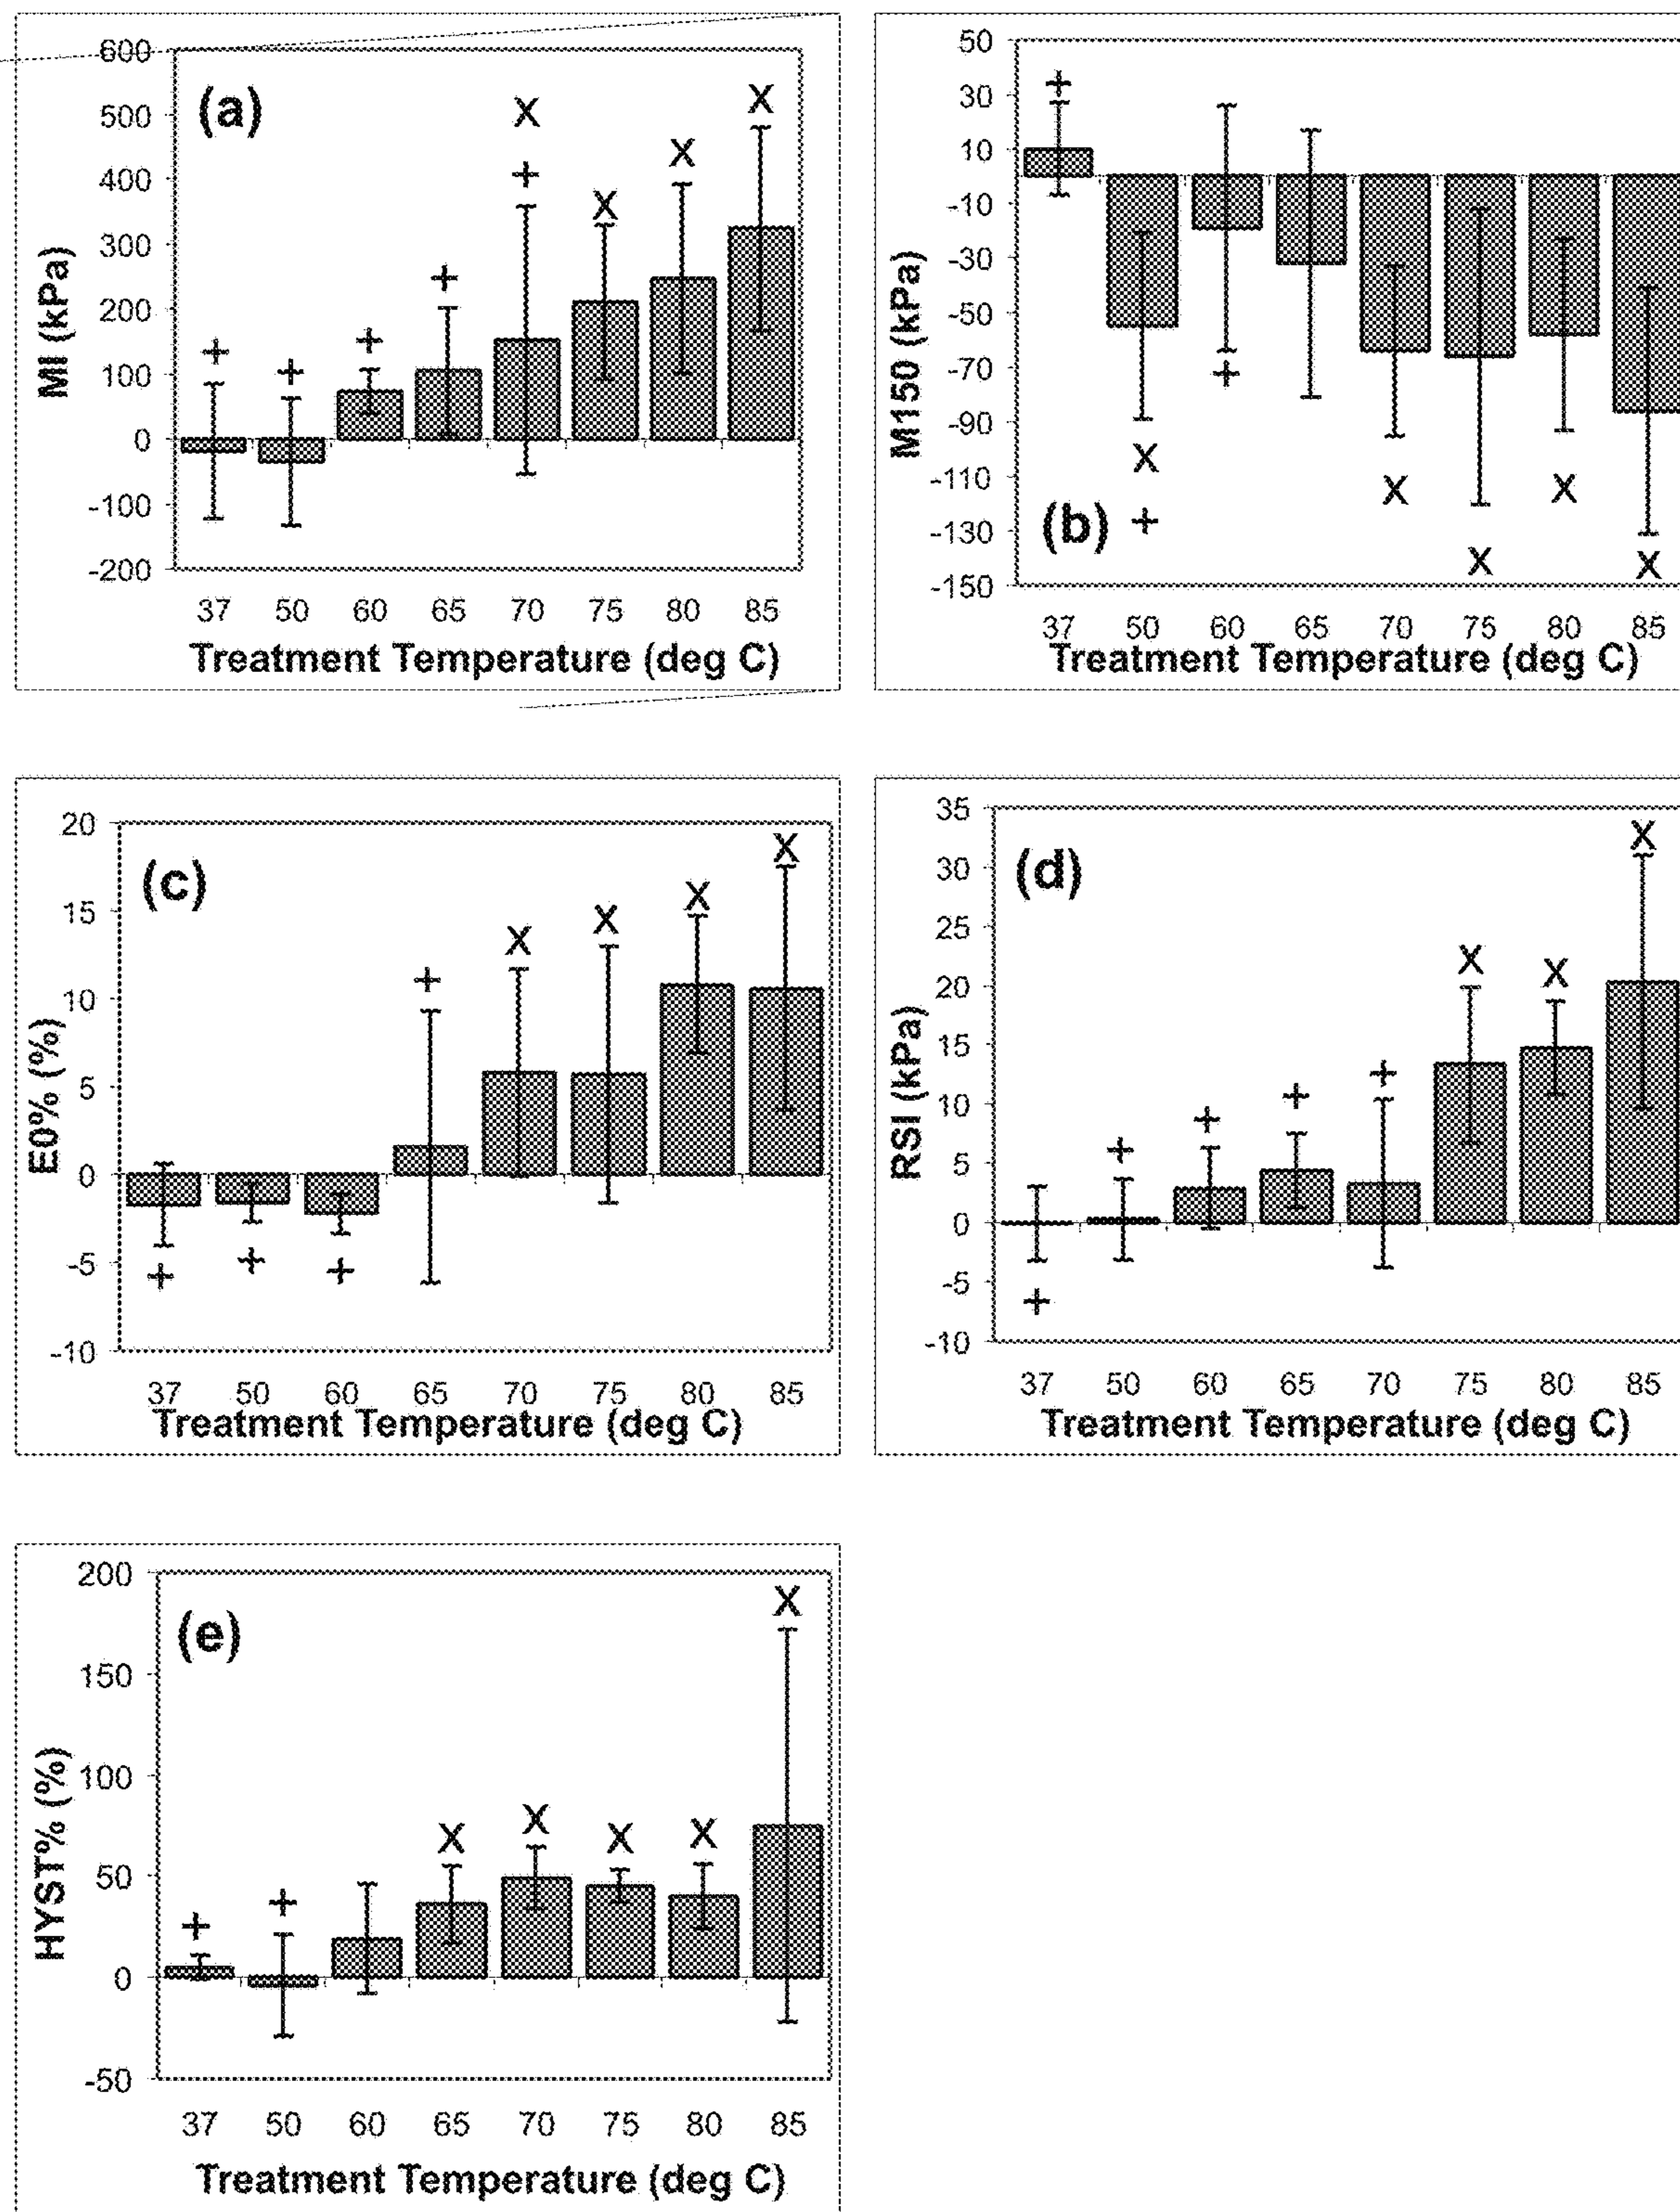 (a)
MI (kPa)
600
500
400
300
200
100
0
-100
-200
X
+
X
X
X
+
+
+
+
37 50 60 65 70 75 80 85
Treatment Temperature (deg C)
(b)
M150 (kPa)
50
30
10
-10
-30
-50
-70
-90
-110
-130
-150
+
+
X
+
X
X
X
X
37 50 60 65 70 75 80 85
Treatment Temperature (deg C)
(c)
E0% (%)
20
15
10
5
0
-5
-10
+
+
+
+
X
X
X
X
37 50 60 65 70 75 80 85
Treatment Temperature (deg C)
(d)
RSI (kPa)
35
30
25
20
15
10
5
0
-5
-10
+
+
+
+
+
X
X
X
37 50 60 65 70 75 80 85
Treatment Temperature (deg C)
(e)
HYST% (%)
200
150
100
50
0
-50
+
+
X
X
X
X
X
37 50 60 65 70 75 80 85
Treatment Temperature (deg C)